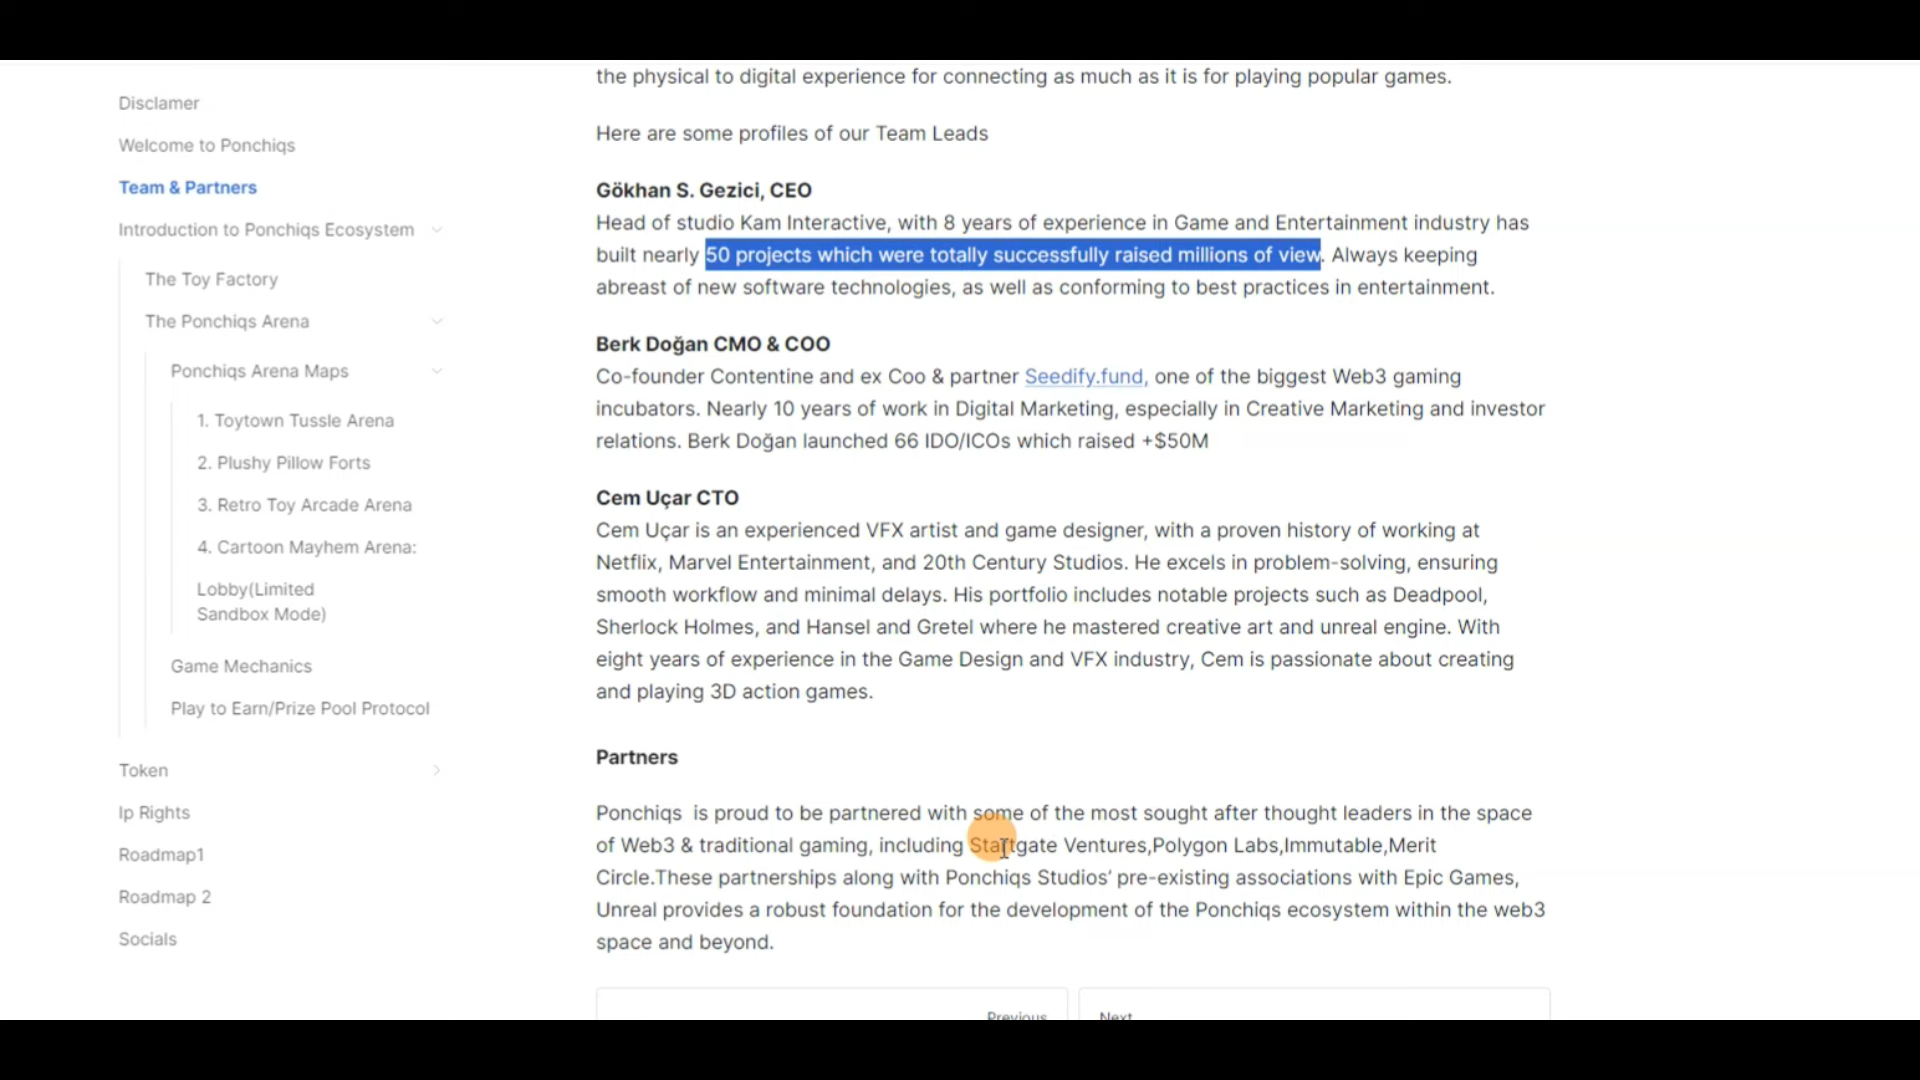 Disclamer
Welcome to Ponchiqs
Team & Partners
Introduction to Ponchiqs Ecosystem
The Toy Factory
The Ponchiqs Arena
Ponchiqs Arena Maps
1. Toytown Tussle Arena
2. Plushy Pillow Forts
3. Retro Toy Arcade Arena
4. Cartoon Mayhem Arena:
Lobby(Limited
Sandbox Mode)
Game Mechanics
Play to Earn/Prize Pool Protocol
Token
Ip Rights
Roadmap1
Roadmap 2
Socials
the physical to digital experience for connecting as much as it is for playing popular games.
Here are some profiles of our Team Leads
Gökhan S. Gezici, CEO
Head of studio Kam Interactive, with 8 years of experience in Game and Entertainment industry has
built nearly 50 projects which were totally successfully raised millions of view. Always keeping
abreast of new software technologies, as well as conforming to best practices in entertainment.
Berk Doğan CMO & COO
Co-founder Contentine and ex Coo & partner Seedify.fund, one of the biggest Web3 gaming
incubators. Nearly 10 years of work in Digital Marketing, especially in Creative Marketing and investor
relations. Berk Doğan launched 66 IDO/ICOs which raised +$50M
Cem Uçar CTO
Cem Uçar is an experienced VFX artist and game designer, with a proven history of working at
Netflix, Marvel Entertainment, and 20th Century Studios. He excels in problem-solving, ensuring
smooth workflow and minimal delays. His portfolio includes notable projects such as Deadpool,
Sherlock Holmes, and Hansel and Gretel where he mastered creative art and unreal engine. With
eight years of experience in the Game Design and VFX industry, Cem is passionate about creating
and playing 3D action games.
Partners
Ponchiqs is proud to be partnered with some of the most sought after thought leaders in the space
of Web3 & traditional gaming, including Startgate Ventures,Polygon Labs,Immutable,Merit
Circle.These partnerships along with Ponchiqs Studios’ pre-existing associations with Epic Games,
Unreal provides a robust foundation for the development of the Ponchiqs ecosystem within the web3
space and beyond.
Previous
Next